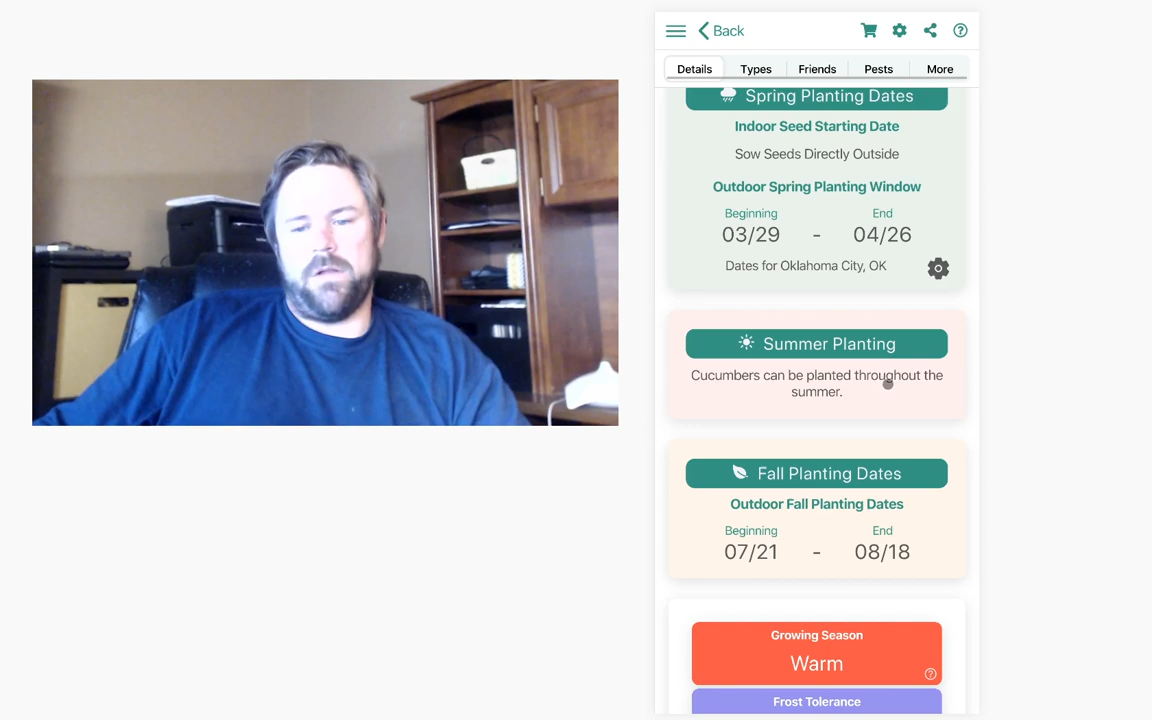 Back
Details Types Friends Pests More
Spring Planting Dates
Indoor Seed Starting Date
Sow Seeds Directly Outside
Outdoor Spring Planting Window
Beginning End
03/29 - 04/26
Dates for Oklahoma City, OK
Summer Planting
Cucumbers can be planted throughout the
summer.
Fall Planting Dates
Outdoor Fall Planting Dates
Beginning End
07/21 - 08/18
Growing Season
Warm
Frost Tolerance